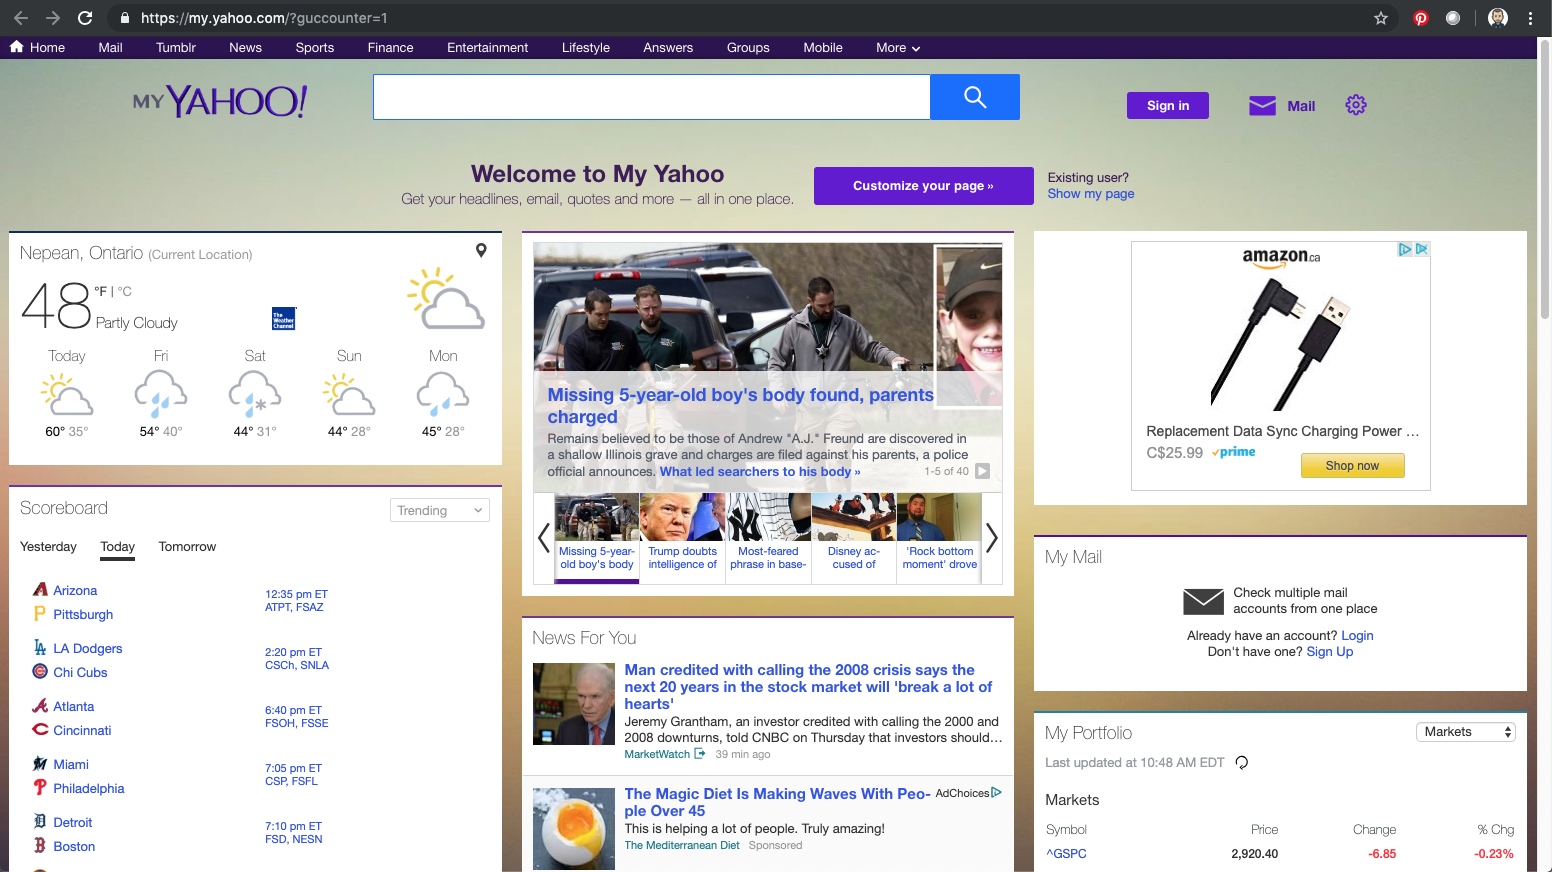 https://my.yahoo.com/?guccounter=1
Home Mail Tumblr News Sports Finance Entertainment Lifestyle Answers Groups Mobile More
MY YAHOO!
Sign in
Mail
Welcome to My Yahoo
Get your headlines, email, quotes and more — all in one place.
Customize your page »
Existing user?
Show my page
Nepean, Ontario (Current Location)
48 °F | °C
Partly Cloudy
The Weather Channel
Today Fri Sat Sun Mon
60° 35° 54° 40° 44° 31° 44° 28° 45° 28°
Scoreboard
Trending
Yesterday Today Tomorrow
Arizona
Pittsburgh
12:35 pm ET
ATPT, FSAZ
LA Dodgers
Chi Cubs
2:20 pm ET
CSCh, SNLA
Atlanta
Cincinnati
6:40 pm ET
FSOH, FSSE
Miami
Philadelphia
7:05 pm ET
CSP, FSFL
Detroit
Boston
7:10 pm ET
FSD, NESN
Missing 5-year-old boy's body found, parents
charged
Remains believed to be those of Andrew "A.J." Freund are discovered in
a shallow Illinois grave and charges are filed against his parents, a police
official announces. What led searchers to his body »
1-5 of 40
Missing 5-year-
old boy's body
Trump doubts
intelligence of
Most-feared
phrase in base-
Disney ac-
cused of
'Rock bottom
moment' drove
News For You
Man credited with calling the 2008 crisis says the
next 20 years in the stock market will 'break a lot of
hearts'
Jeremy Grantham, an investor credited with calling the 2000 and
2008 downturns, told CNBC on Thursday that investors should…
MarketWatch 39 min ago
The Magic Diet Is Making Waves With Peo-
ple Over 45
AdChoices
This is helping a lot of people. Truly amazing!
The Mediterranean Diet Sponsored
amazon.ca
Replacement Data Sync Charging Power ...
C$25.99 prime
Shop now
My Mail
Check multiple mail
accounts from one place
Already have an account? Login
Don't have one? Sign Up
My Portfolio
Markets
Last updated at 10:48 AM EDT
Markets
Symbol Price Change % Chg
^GSPC 2,920.40 -6.85 -0.23%